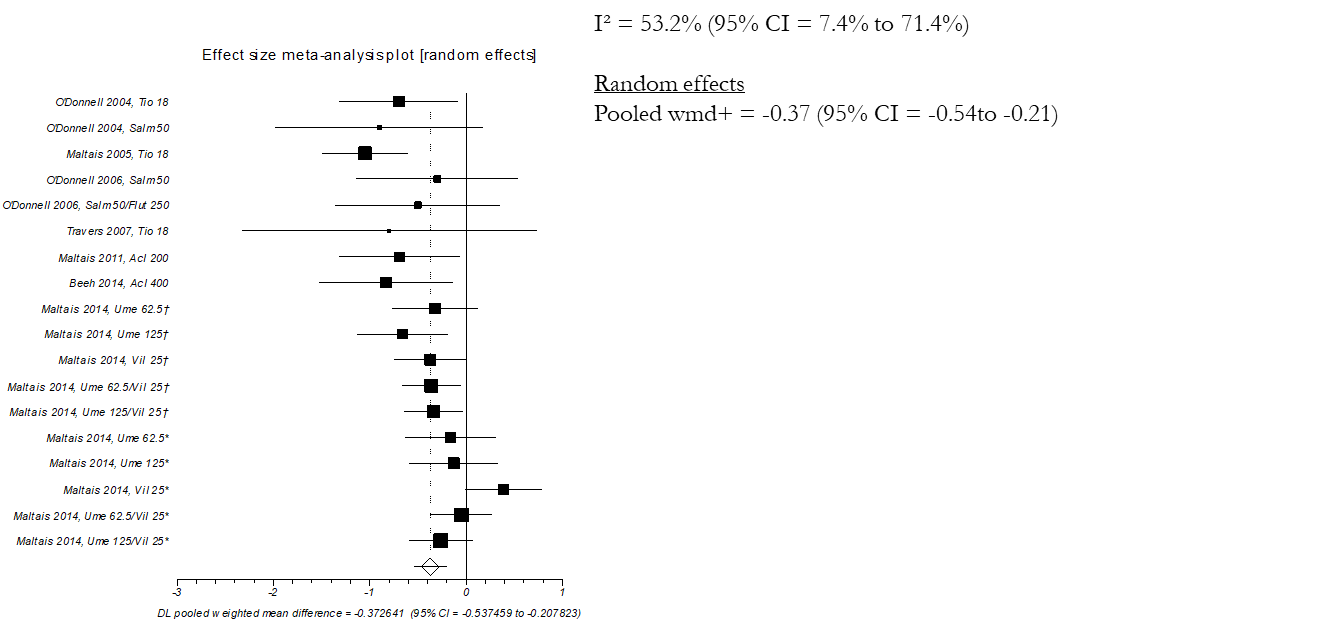 I² = 53.2% (95% CI = 7.4% to 71.4%)
Random effects
Pooled wmd+ = -0.37 (95% CI = -0.54to -0.21)
Effect size meta-analysis plot [random effects]
O'Donnell 2004, Tio 18
O'Donnell 2004, Salm50
Maltais 2005, Tio 18
O'Donnell 2006, Salm50
O'Donnell 2006, Salm50/Flut 250
Travers 2007, Tio 18
Maltais 2011, Acl 200
Beeh 2014, Acl 400
Maltais 2014, Ume 62.5†
Maltais 2014, Ume 125†
Maltais 2014, Vil 25†
Maltais 2014, Ume 62.5/Vil 25†
Maltais 2014, Ume 125/Vil 25†
Maltais 2014, Ume 62.5*
Maltais 2014, Ume 125*
Maltais 2014, Vil 25*
Maltais 2014, Ume 62.5/Vil 25*
Maltais 2014, Ume 125/Vil 25*
-3 -2 -1 0 1
DL pooled weighted mean difference = -0.372641 (95% CI = -0.537459 to -0.207823)